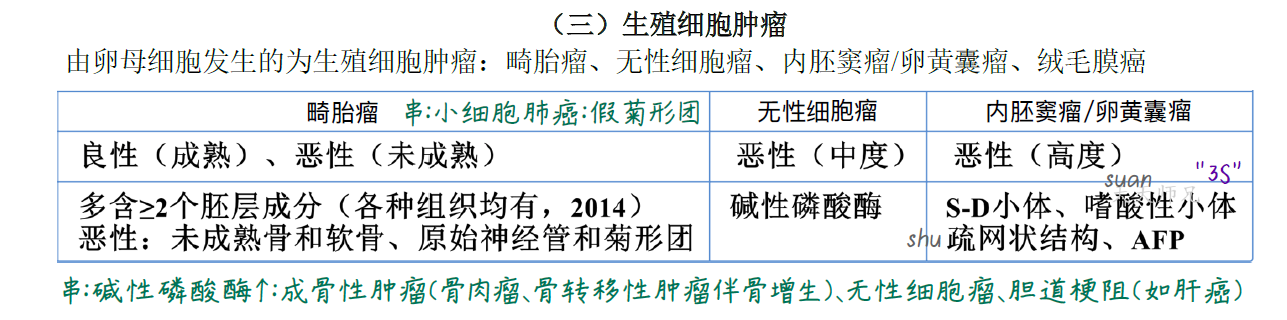 （三）生殖细胞肿瘤
由卵母细胞发生的为生殖细胞肿瘤：畸胎瘤、无性细胞瘤、内胚窦瘤/卵黄囊瘤、绒毛膜癌
畸胎瘤 串:小细胞肺癌:假菊形团 无性细胞瘤 内胚窦瘤/卵黄囊瘤
良性（成熟）、恶性（未成熟） 恶性（中度） 恶性（高度）
suan "3S"
师兄
多含≥2个胚层成分（各种组织均有，2014） 碱性磷酸酶 S-D小体、嗜酸性小体
恶性：未成熟骨和软骨、原始神经管和菊形团 shu 疏网状结构、AFP
串:碱性磷酸酶↑:成骨性肿瘤(骨肉瘤、骨转移性肿瘤伴骨增生)、无性细胞瘤、胆道梗阻(如肝癌)